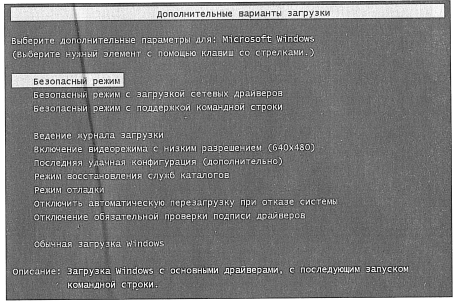 Дополнительные варианты загрузки
Выберите дополнительные параметры для: Microsoft Windows
(Выберите нужный элемент с помощью клавиш со стрелками.)
Безопасный режим
Безопасный режим с загрузкой сетевых драйверов
Безопасный режим с поддержкой командной строки
Ведение журнала загрузки
Включение видеорежима с низким разрешением (640x480)
Последняя удачная конфигурация (дополнительно)
Режим восстановления служб каталогов
Режим отладки
Отключить автоматическую перезагрузку при отказе системы
Отключение обязательной проверки подписи драйверов
Обычная загрузка Windows
Описание: Загрузка Windows с основными драйверами, с последующим запуском
командной строки.